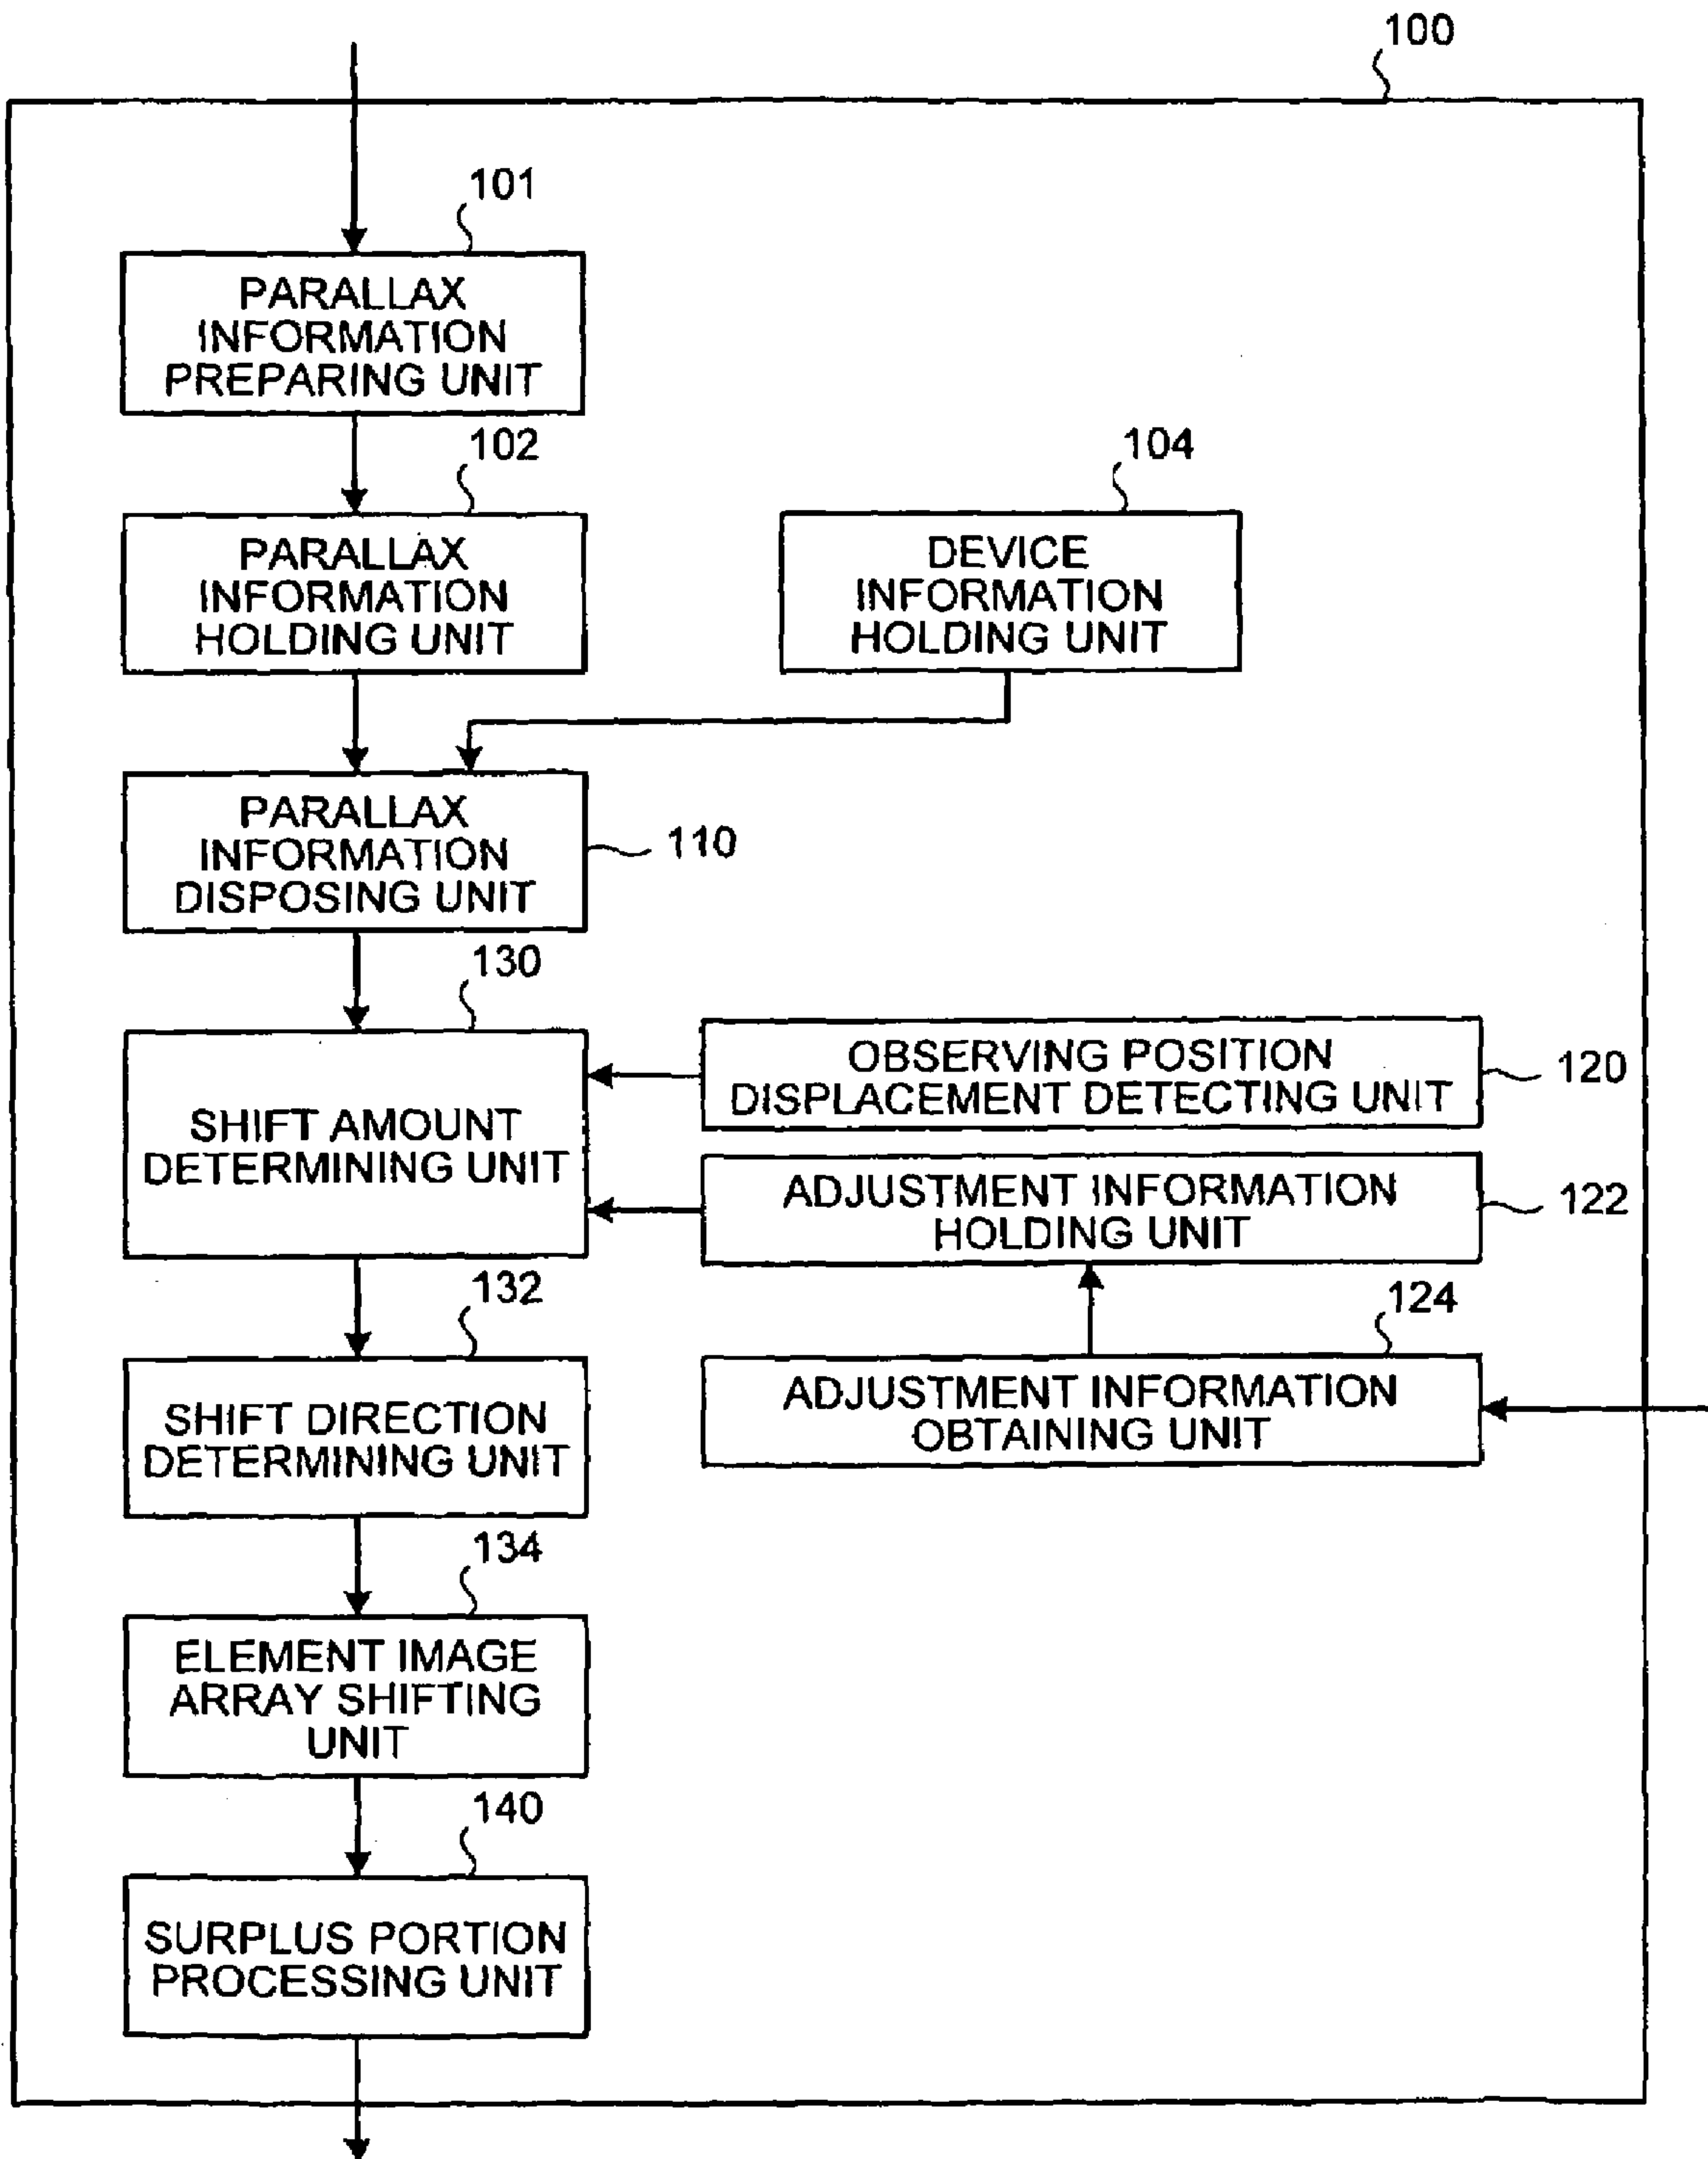 100
101
PARALLAX
INFORMATION
PREPARING UNIT
102
PARALLAX
INFORMATION
HOLDING UNIT
104
DEVICE
INFORMATION
HOLDING UNIT
PARALLAX
INFORMATION
DISPOSING UNIT
110
130
SHIFT AMOUNT
DETERMINING UNIT
OBSERVING POSITION
DISPLACEMENT DETECTING UNIT
120
ADJUSTMENT INFORMATION
HOLDING UNIT
122
132
SHIFT DIRECTION
DETERMINING UNIT
124
ADJUSTMENT INFORMATION
OBTAINING UNIT
134
ELEMENT IMAGE
ARRAY SHIFTING
UNIT
140
SURPLUS PORTION
PROCESSING UNIT